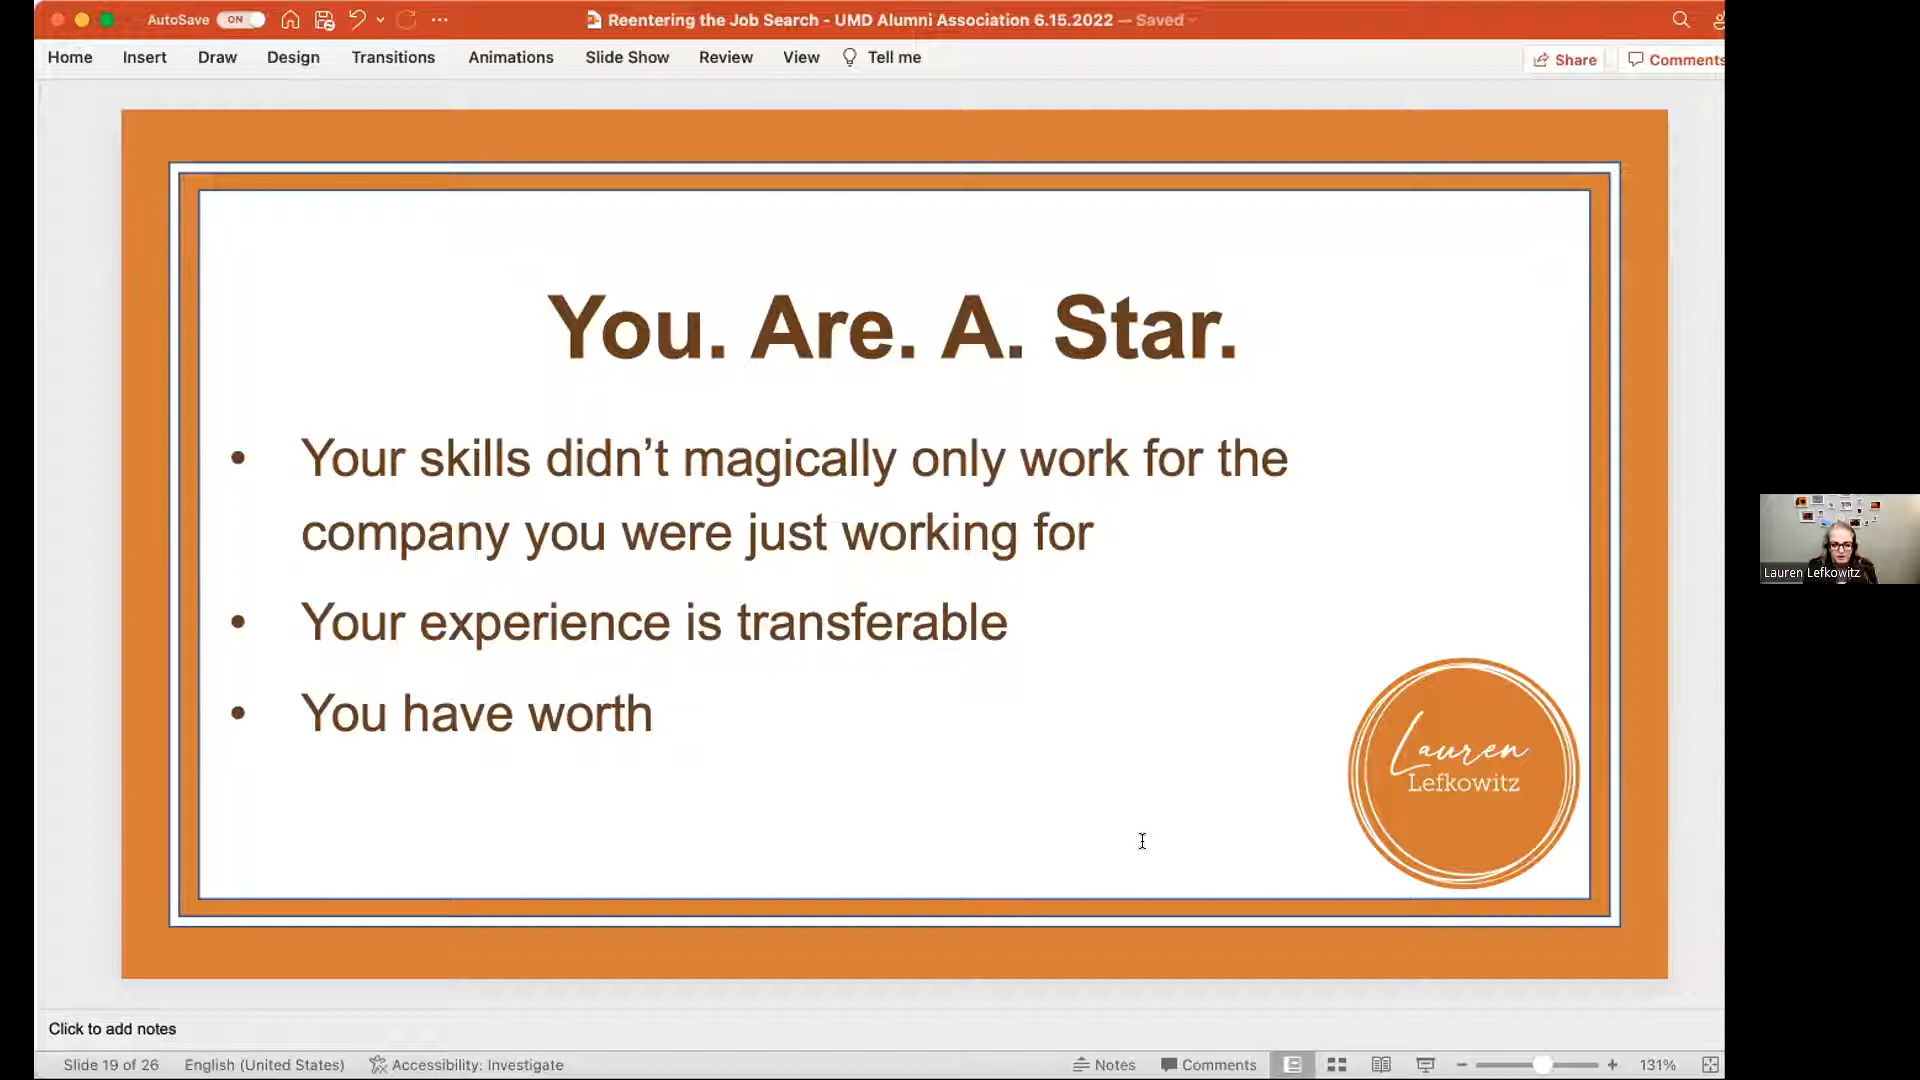 AutoSave ON Reentering the Job Search - UMD Alumni Association 6.15.2022 — Saved
Home Insert Draw Design Transitions Animations Slide Show Review View Tell me Share Comments
You. Are. A. Star.
• Your skills didn’t magically only work for the
company you were just working for
• Your experience is transferable
• You have worth
Lauren
Lefkowitz
Lauren Lefkowitz
Click to add notes
Slide 19 of 26 English (United States) Accessibility: Investigate Notes Comments 131%